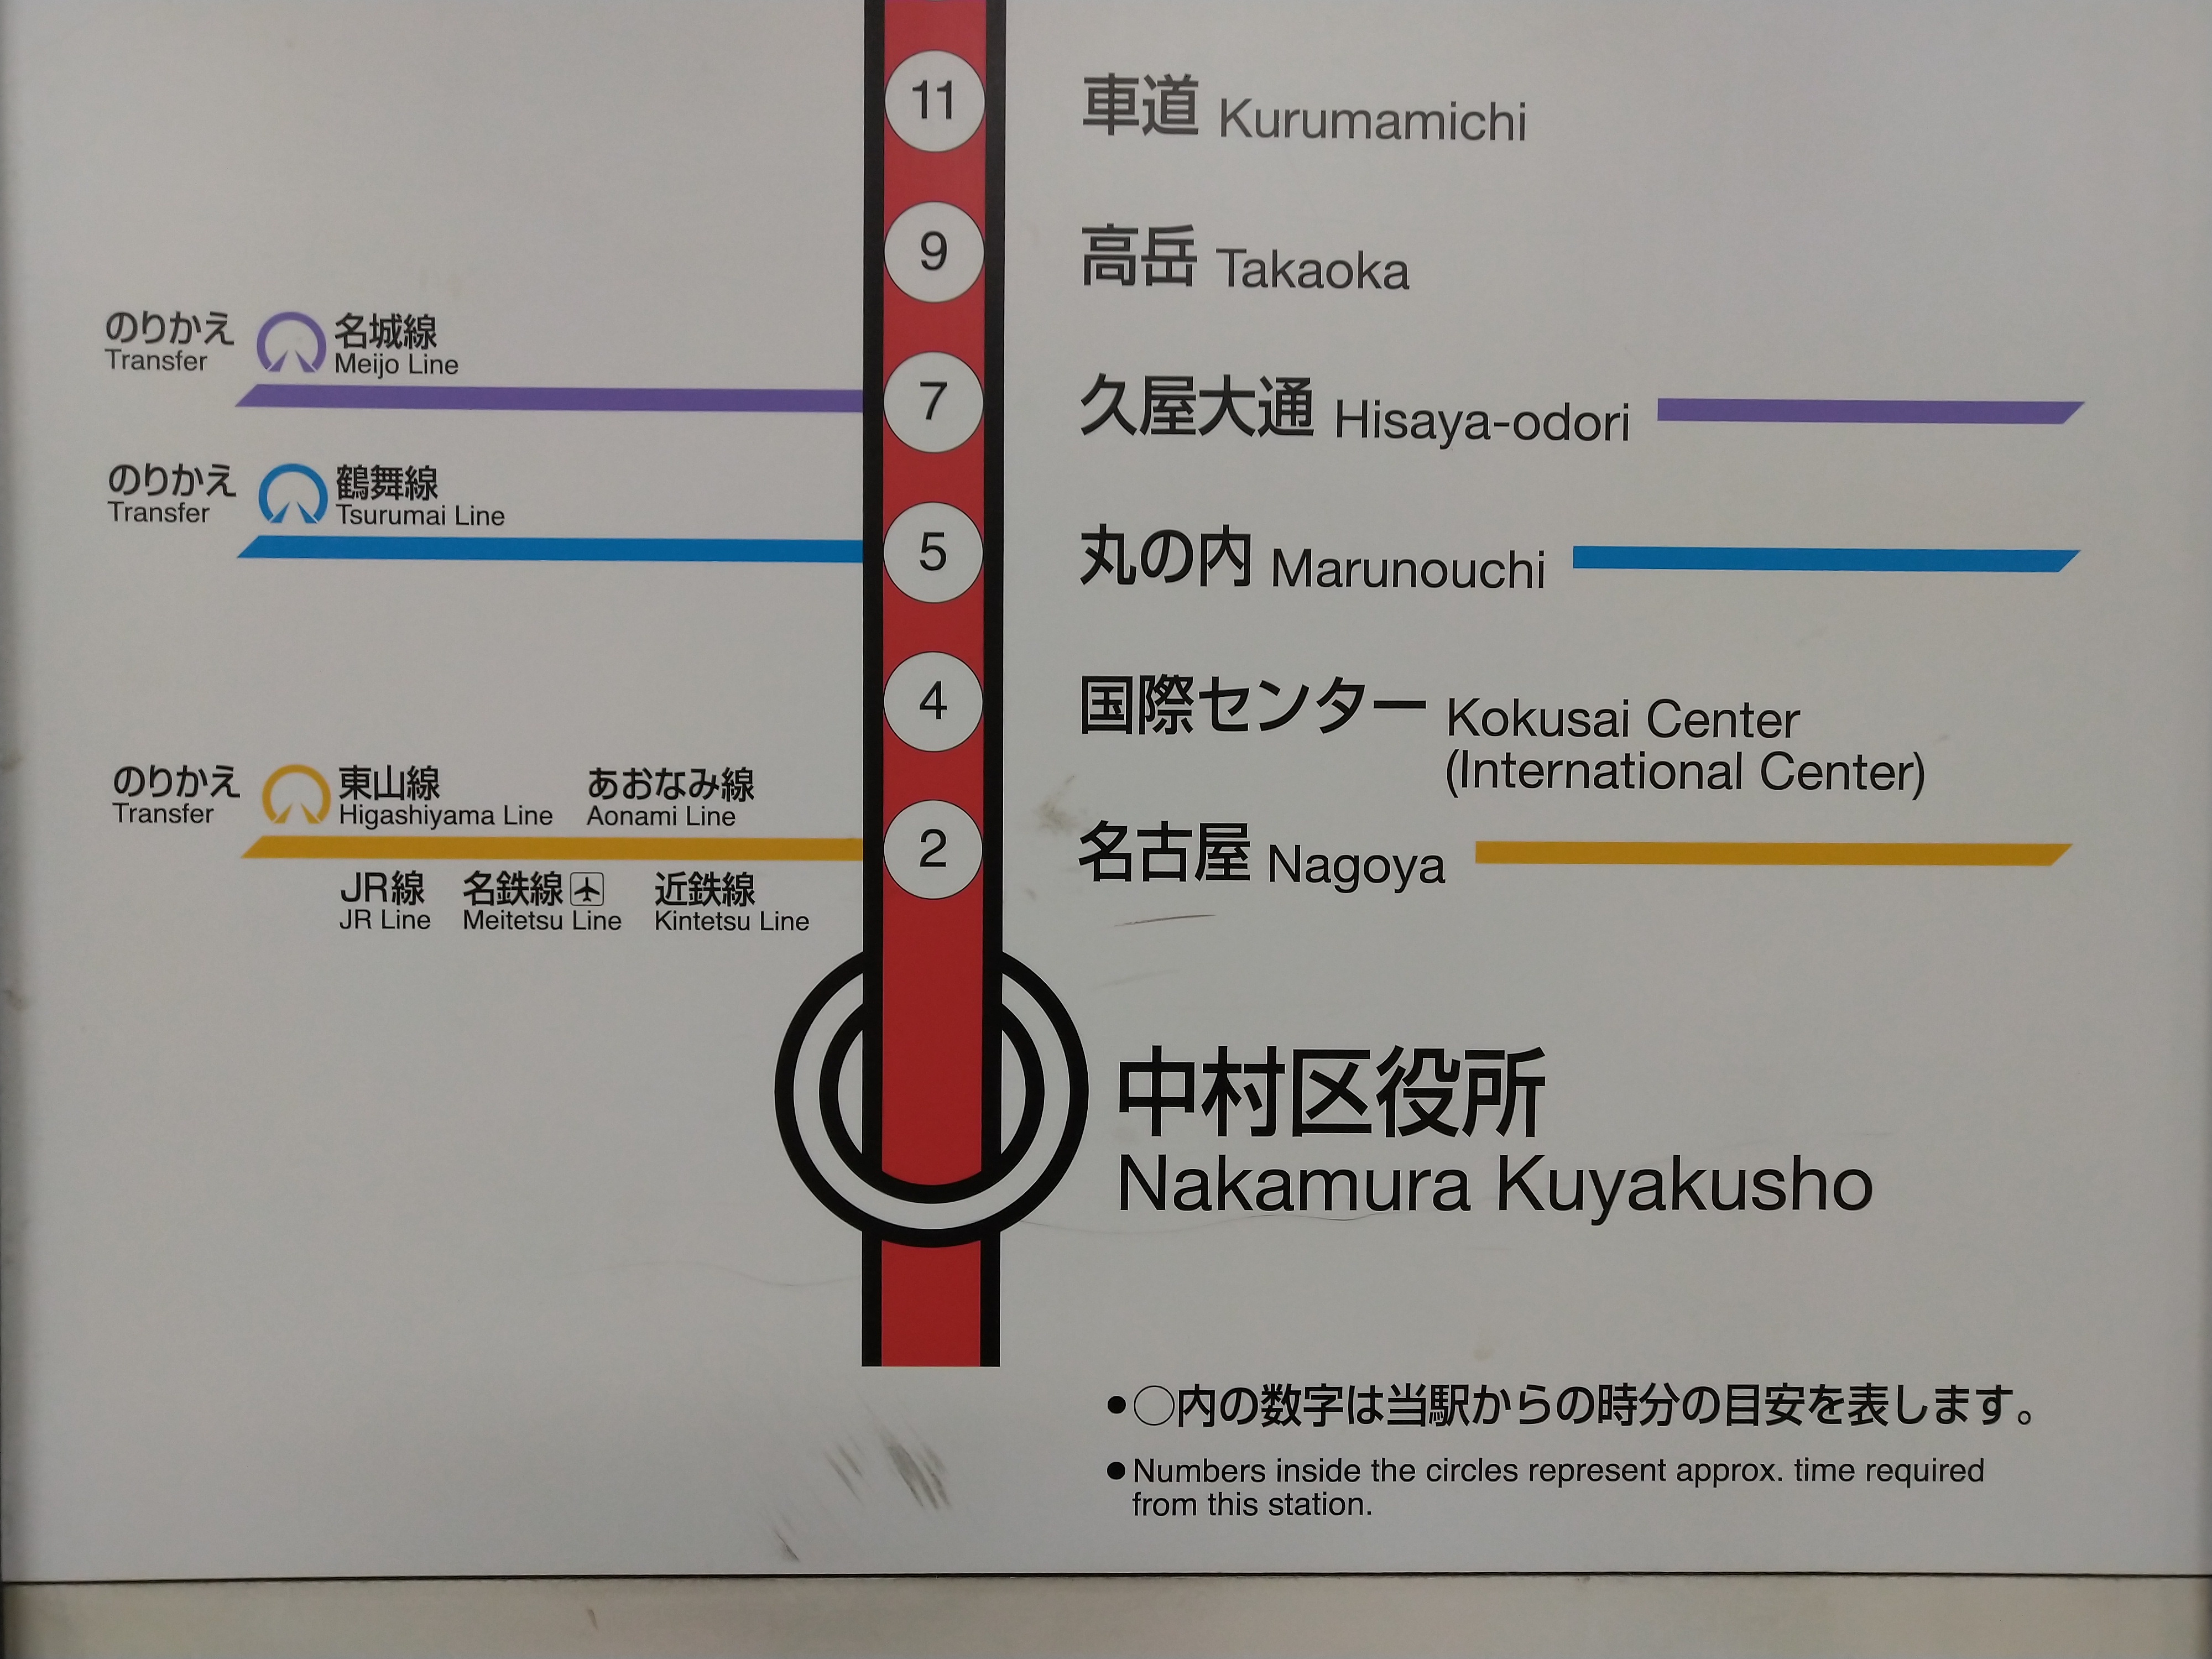 11 車道 Kurumamichi
9 高岳 Takaoka
のりかえ 名城線
Transfer Meijo Line
7 久屋大通 Hisaya-odori
のりかえ 鶴舞線
Transfer Tsurumai Line
5 丸の内 Marunouchi
4 国際センター Kokusai Center
(International Center)
のりかえ 東山線 あおなみ線
Transfer Higashiyama Line Aonami Line
2 名古屋 Nagoya
JR線 名鉄線 近鉄線
JR Line Meitetsu Line Kintetsu Line
中村区役所
Nakamura Kuyakusho
●○内の数字は当駅からの時分の目安を表します。
●Numbers inside the circles represent approx. time required
from this station.